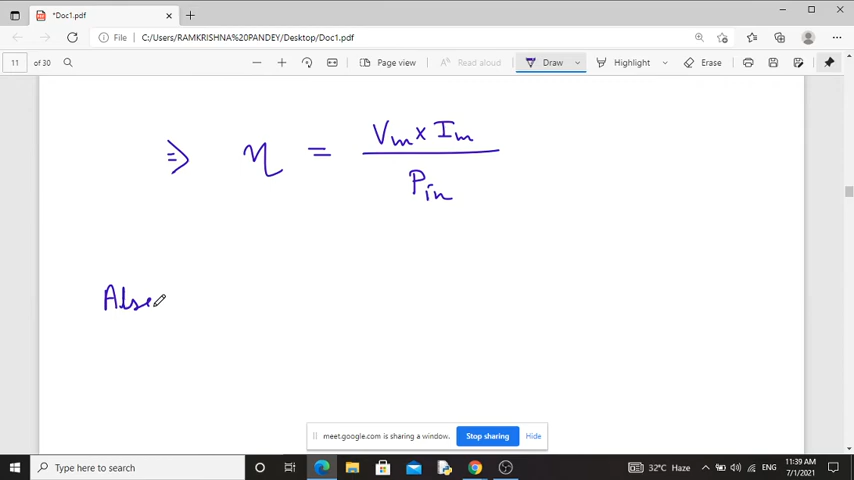 *Doc1.pdf
File
C:/Users/RAMKRISHNA%20PANDEY/Desktop/Doc1.pdf
11 of 30
Page view
Read aloud
Draw
Highlight
Erase
⇒ η = Vm x Im / Pin
Also
meet.google.com is sharing a window.
Stop sharing
Hide
Type here to search
32°C Haze
ENG
11:39 AM
7/1/2021